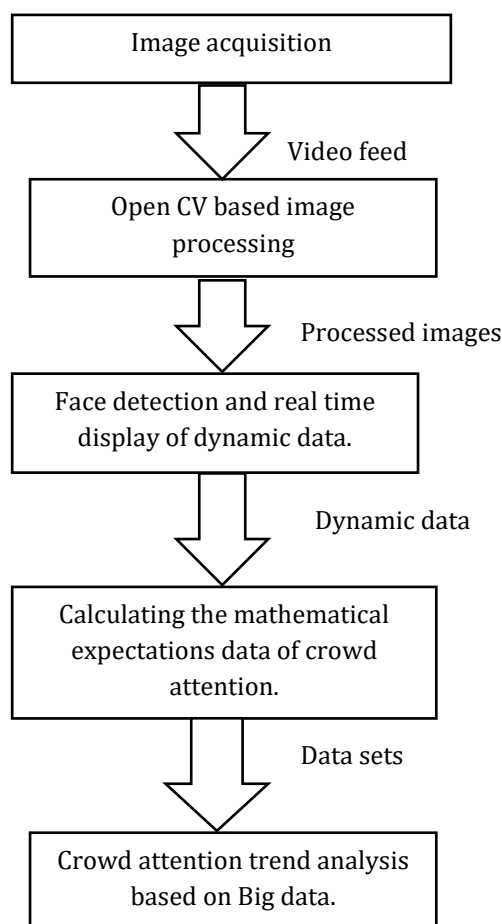 Image acquisition
Video feed
Open CV based image
processing
Processed images
Face detection and real time
display of dynamic data.
Dynamic data
Calculating the mathematical
expectations data of crowd
attention.
Data sets
Crowd attention trend analysis
based on Big data.